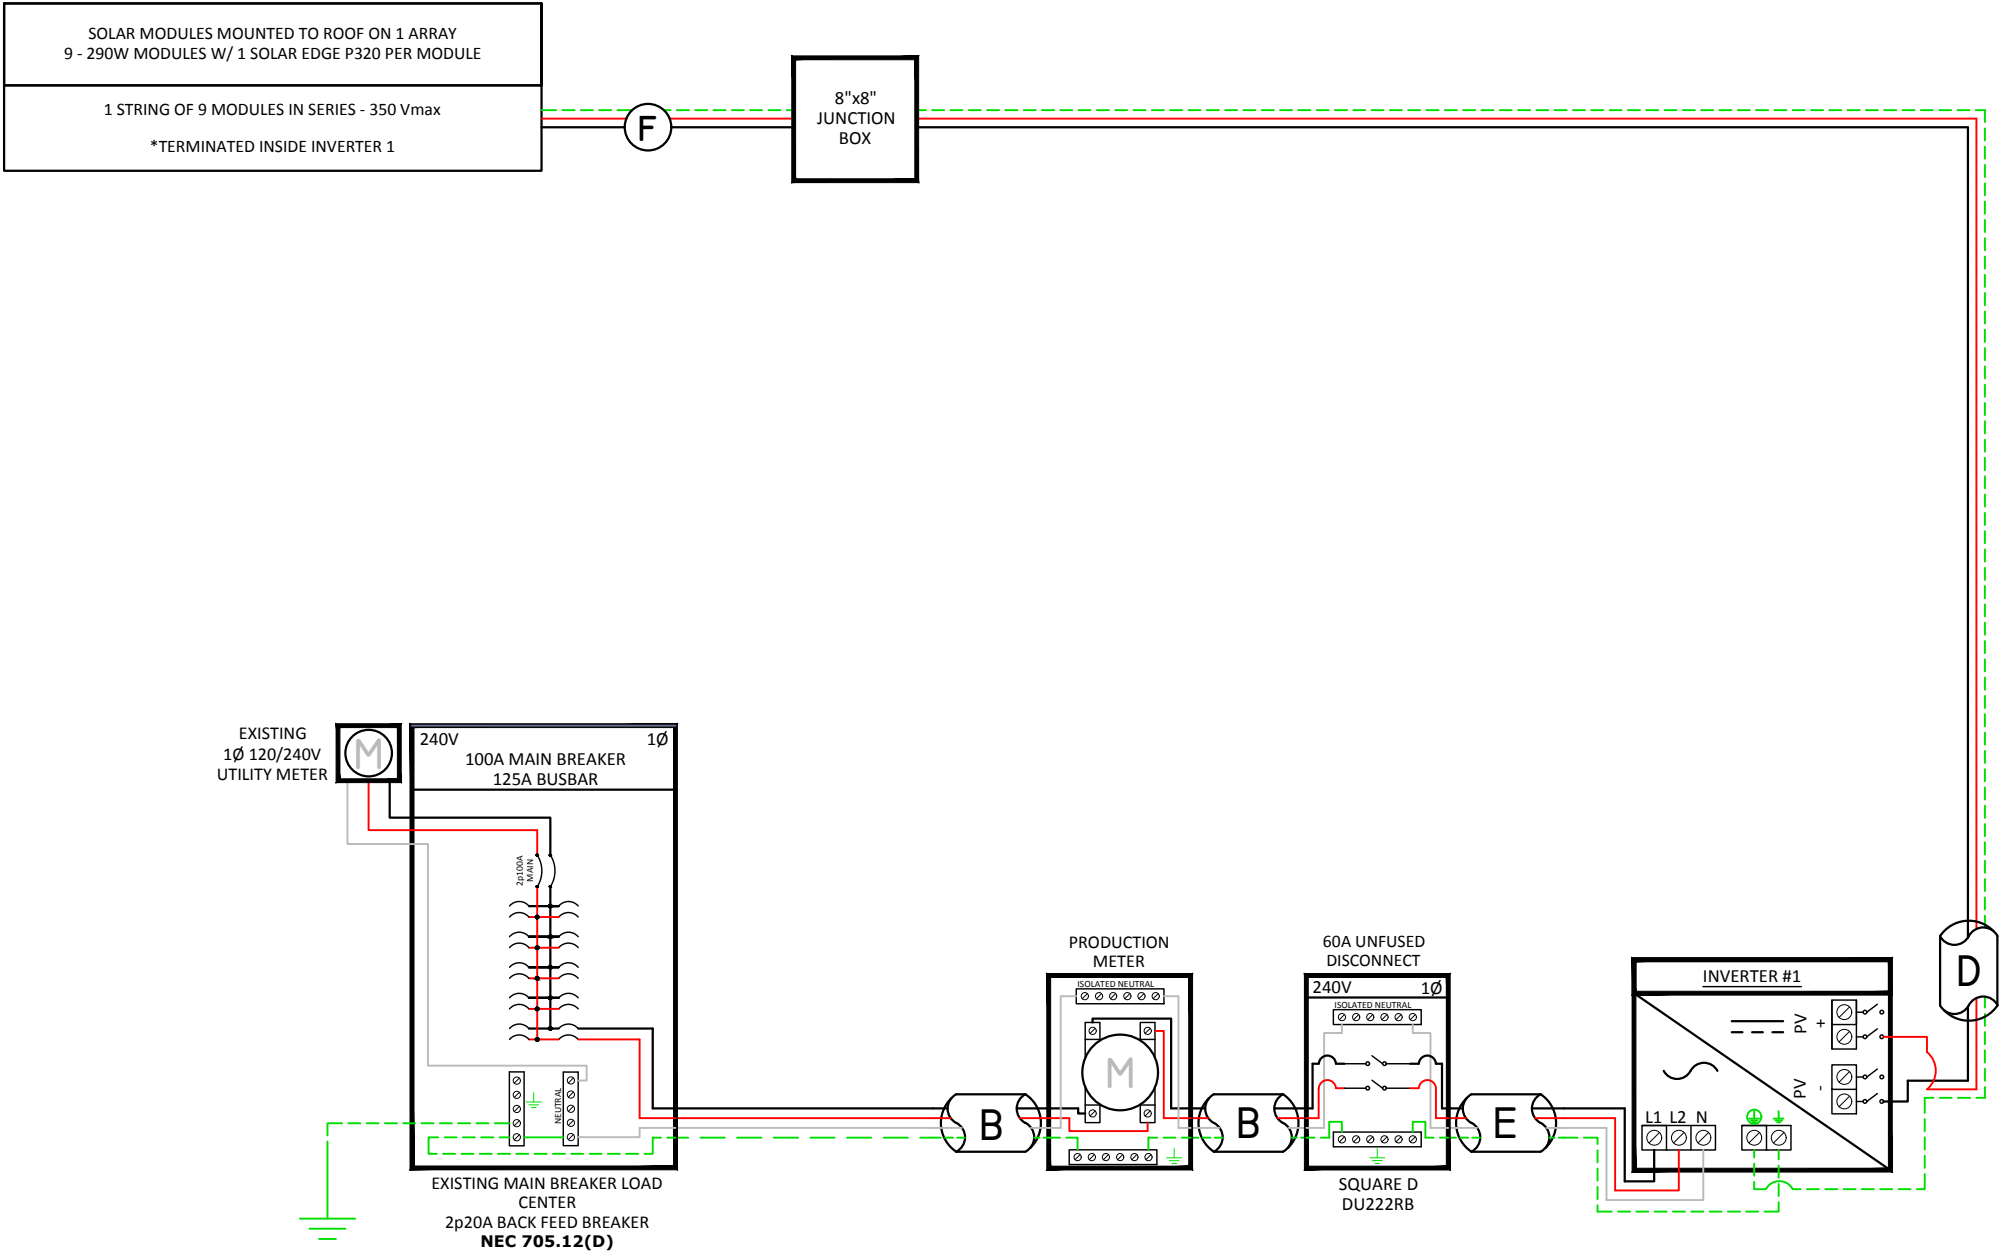 SOLAR MODULES MOUNTED TO ROOF ON 1 ARRAY
9 - 290W MODULES W/ 1 SOLAR EDGE P320 PER MODULE
1 STRING OF 9 MODULES IN SERIES - 350 Vmax
*TERMINATED INSIDE INVERTER 1
F
8"x8"
JUNCTION
BOX
EXISTING
1Ø 120/240V
UTILITY METER
M
240V 1Ø
100A MAIN BREAKER
125A BUSBAR
2p100A
MAIN
NEUTRAL
EXISTING MAIN BREAKER LOAD
CENTER
2p20A BACK FEED BREAKER
NEC 705.12(D)
B
PRODUCTION
METER
ISOLATED NEUTRAL
M
B
60A UNFUSED
DISCONNECT
240V 1Ø
ISOLATED NEUTRAL
SQUARE D
DU222RB
E
INVERTER #1
PV +
PV -
L1 L2 N
D